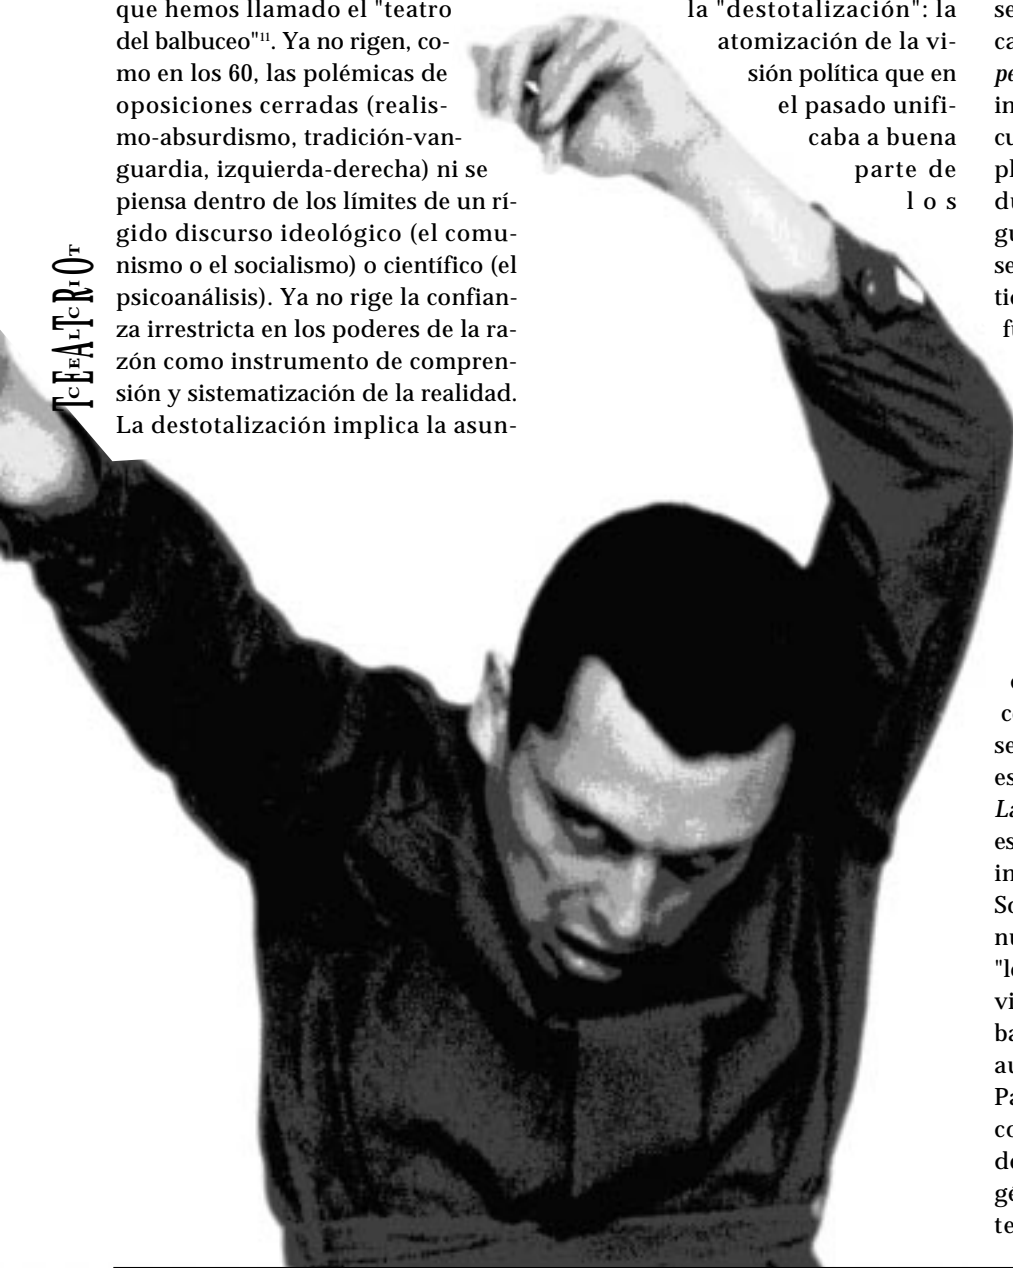 que hemos llamado el "teatro
del balbuceo"¹¹. Ya no rigen, co-
mo en los 60, las polémicas de
oposiciones cerradas (realis-
mo-absurdismo, tradición-van-
guardia, izquierda-derecha) ni se
piensa dentro de los límites de un rí-
gido discurso ideológico (el comu-
nismo o el socialismo) o científico (el
psicoanálisis). Ya no rige la confian-
za irrestricta en los poderes de la ra-
zón como instrumento de compren-
sión y sistematización de la realidad.
La destotalización implica la asun-
la "destotalización": la
atomización de la vi-
sión política que en
el pasado unifi-
caba a buena
parte de
los
TEATRO
CELCIT